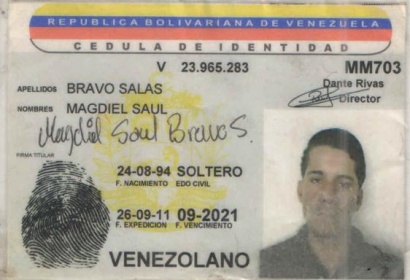 REPUBLICA BOLIVARIANA DE VENEZUELA
CEDULA DE IDENTIDAD
V 23.965.283 MM703
APELLIDOS BRAVO SALAS
Dante Rivas
Director
NOMBRES MAGDIEL SAUL
Magdiel Saul Bravo S.
FIRMA TITULAR
24-08-94 SOLTERO
F. NACIMIENTO EDO CIVIL
26-09-11 09-2021
F. EXPEDICION F. VENCIMIENTO
VENEZOLANO